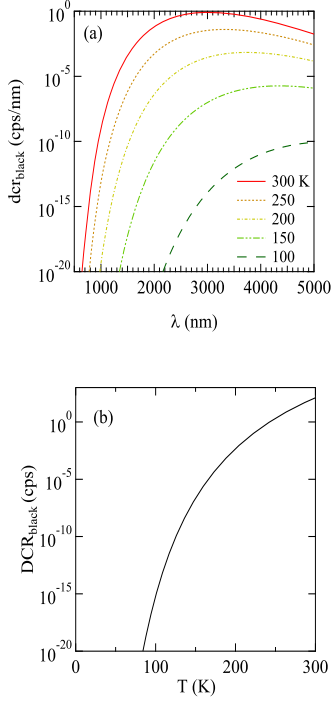 (a)
10^0
10^-5
10^-10
10^-15
10^-20
dcr_black (cps/nm)
300 K
250
200
150
100
1000 2000 3000 4000 5000
λ (nm)
(b)
10^0
10^-5
10^-10
10^-15
10^-20
DCR_black (cps)
0 100 200 300
T (K)